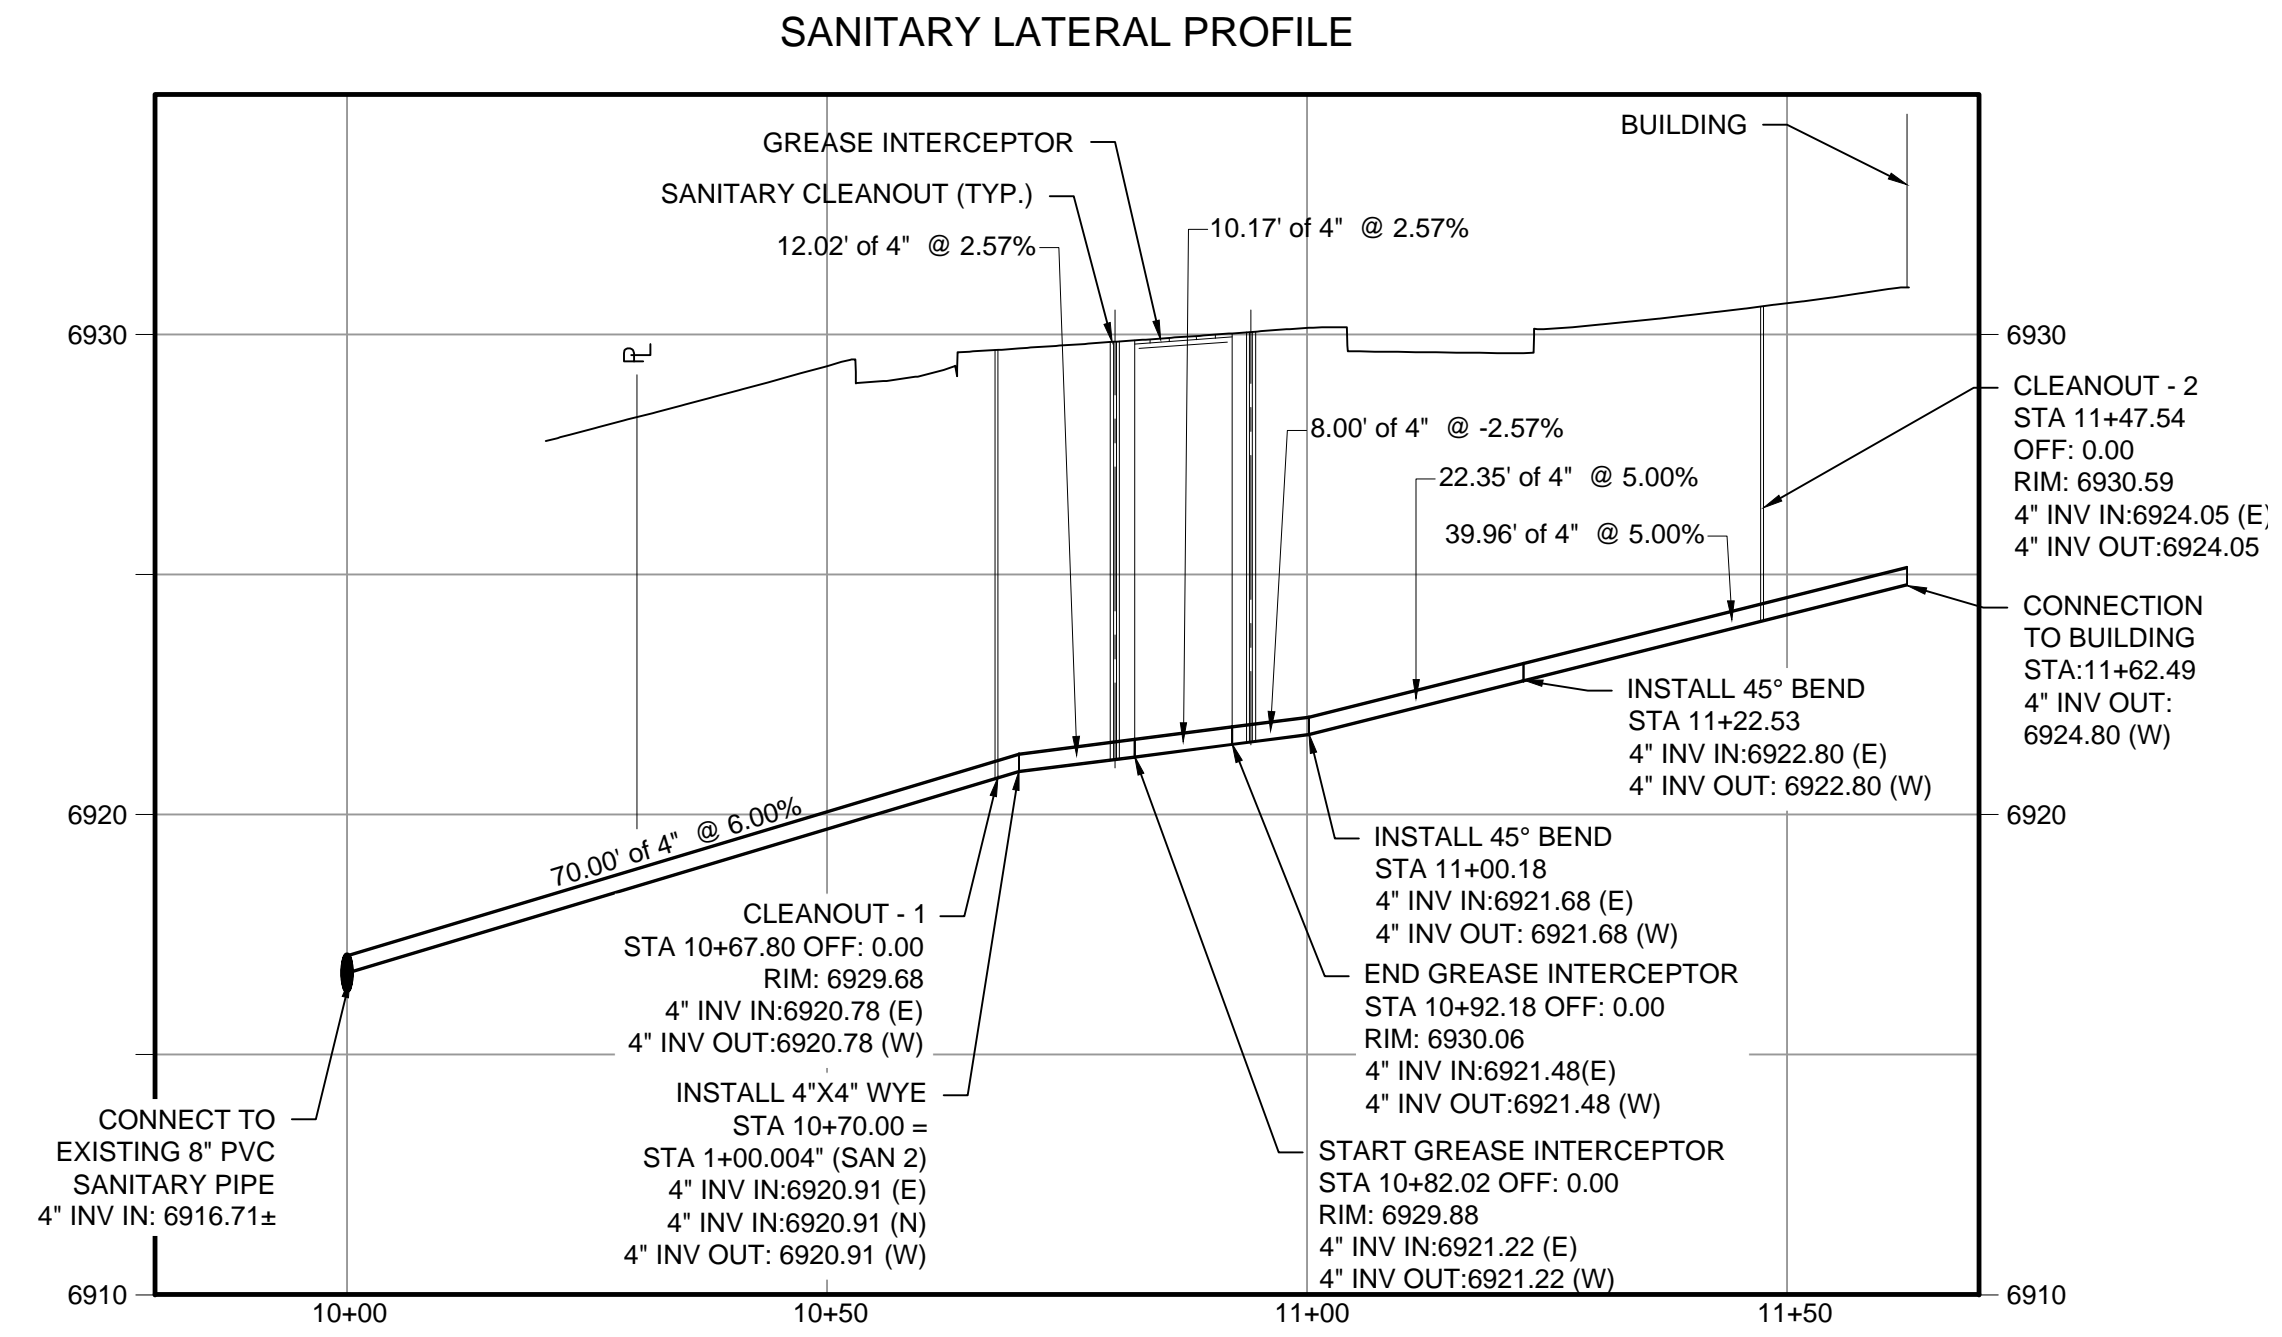 SANITARY LATERAL PROFILE
GREASE INTERCEPTOR
SANITARY CLEANOUT (TYP.)
12.02' of 4" @ 2.57%
10.17' of 4" @ 2.57%
BUILDING
6930
6930
PL
8.00' of 4" @ -2.57%
22.35' of 4" @ 5.00%
39.96' of 4" @ 5.00%
CLEANOUT - 2
STA 11+47.54
OFF: 0.00
RIM: 6930.59
4" INV IN:6924.05 (E)
4" INV OUT:6924.05
CONNECTION
TO BUILDING
STA:11+62.49
4" INV OUT:
6924.80 (W)
INSTALL 45° BEND
STA 11+22.53
4" INV IN:6922.80 (E)
4" INV OUT: 6922.80 (W)
6920
6920
70.00' of 4" @ 6.00%
INSTALL 45° BEND
STA 11+00.18
4" INV IN:6921.68 (E)
4" INV OUT: 6921.68 (W)
CLEANOUT - 1
STA 10+67.80 OFF: 0.00
RIM: 6929.68
4" INV IN:6920.78 (E)
4" INV OUT:6920.78 (W)
END GREASE INTERCEPTOR
STA 10+92.18 OFF: 0.00
RIM: 6930.06
4" INV IN:6921.48(E)
4" INV OUT:6921.48 (W)
CONNECT TO
EXISTING 8" PVC
SANITARY PIPE
4" INV IN: 6916.71±
INSTALL 4"X4" WYE
STA 10+70.00 =
STA 1+00.004" (SAN 2)
4" INV IN:6920.91 (E)
4" INV IN:6920.91 (N)
4" INV OUT: 6920.91 (W)
START GREASE INTERCEPTOR
STA 10+82.02 OFF: 0.00
RIM: 6929.88
4" INV IN:6921.22 (E)
4" INV OUT:6921.22 (W)
6910
6910
10+00
10+50
11+00
11+50